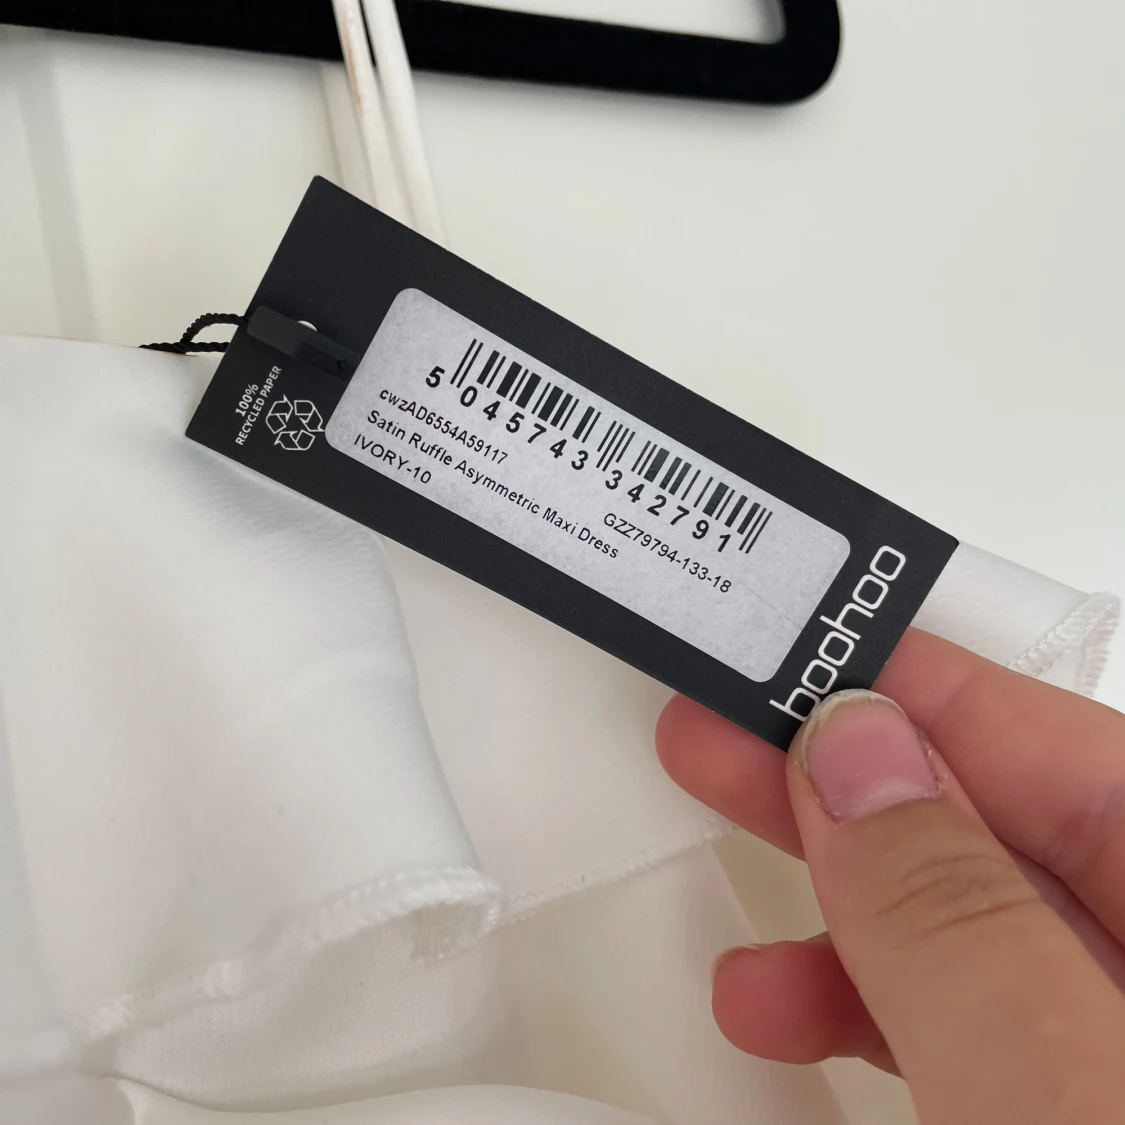 5 045743 342791
cwzAD6554A59117
GZZ79794-133-18
Satin Ruffle Asymmetric Maxi Dress
IVORY-10
100%
RECYCLED PAPER
boohoo